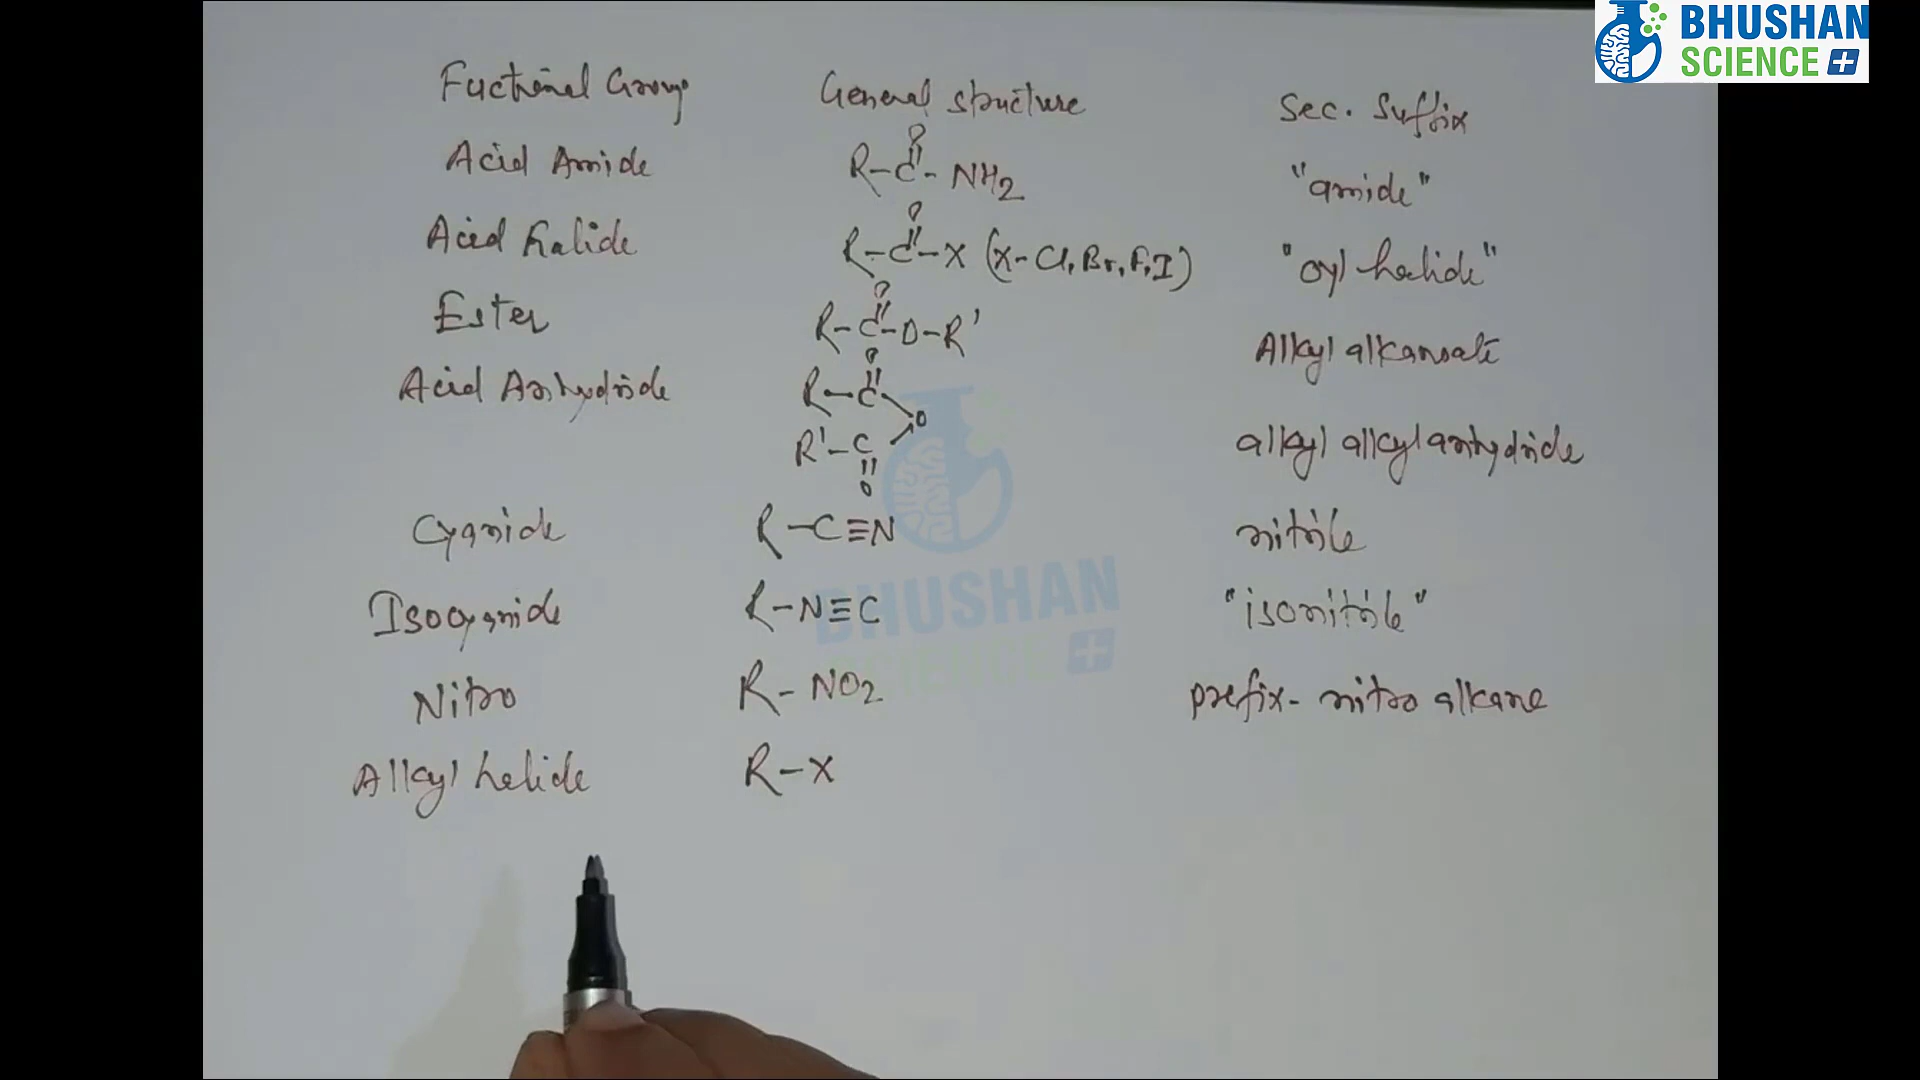 BHUSHAN
SCIENCE +
Fuctional Group General structure Sec. Suffix
O
Acid Amide R-C-NH2 "amide"
O
Acid halide R-C-X (X-Cl,Br,F,I) "oyl halide"
O
Ester R-C-O-R' Alkyl alkanoate
O
Acid Anhydride R-C
O
R'-C alkyl alkyl anhydride
O
Cyanide R-C≡N nitrile
Isocyanide R-N≡C "isonitrile"
Nitro R-NO2 prefix- nitro alkane
Alkyl halide R-X
BHUSHAN
SCIENCE +